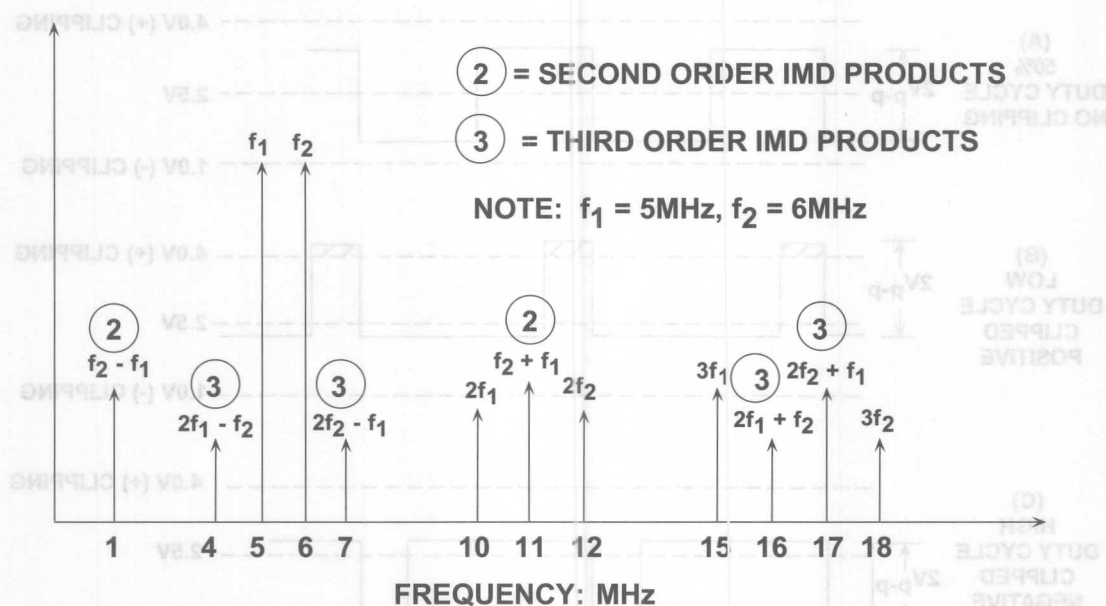 ② = SECOND ORDER IMD PRODUCTS
③ = THIRD ORDER IMD PRODUCTS
NOTE: f₁ = 5MHz, f₂ = 6MHz
f₁ f₂
2 2 3
f₂ - f₁ f₂ + f₁ 2f₁ 2f₂ 3f₁ 3 2f₂ + f₁
3 3
2f₁ - f₂ 2f₂ - f₁ 2f₁ + f₂ 3f₂
1 4 5 6 7 10 11 12 15 16 17 18
FREQUENCY: MHz